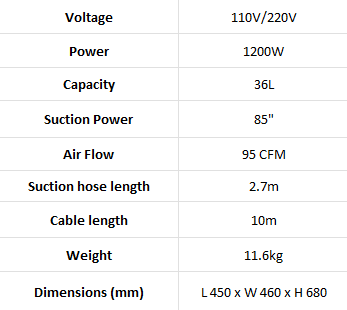 Voltage 110V/220V
Power 1200W
Capacity 36L
Suction Power 85"
Air Flow 95 CFM
Suction hose length 2.7m
Cable length 10m
Weight 11.6kg
Dimensions (mm) L 450 x W 460 x H 680